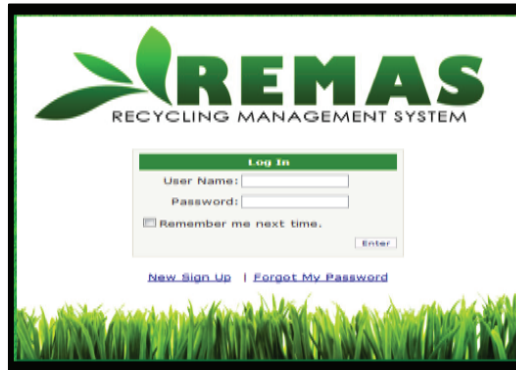 REMAS
RECYCLING MANAGEMENT SYSTEM
Log In
User Name:
Password:
Remember me next time.
Enter
New Sign Up | Forgot My Password